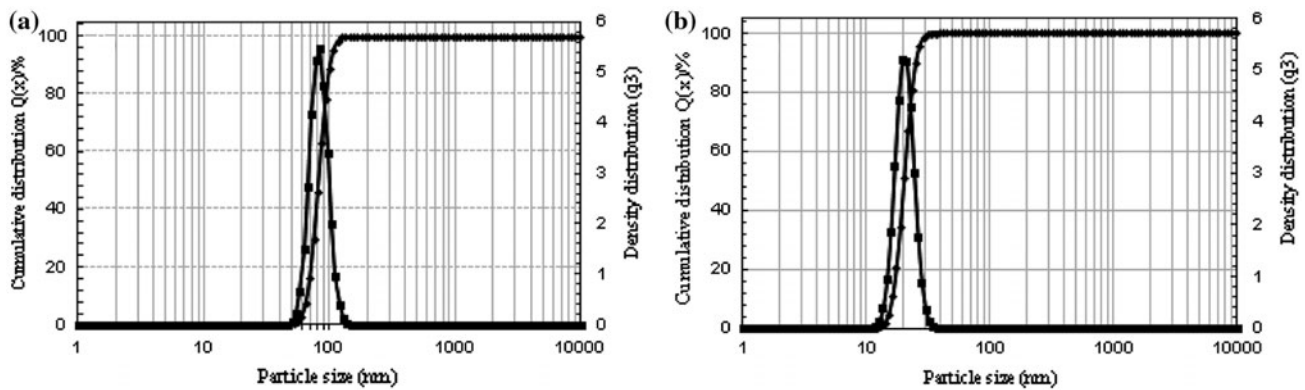 (a)
Cumulative distribution Q(x)/%
100
80
60
40
20
0
6
5
4
3
2
1
0
Density distribution (q3)
1 10 100 1000 10000
Particle size (nm)
(b)
Cumulative distribution Q(x)/%
100
80
60
40
20
0
6
5
4
3
2
1
0
Density distribution (q3)
1 10 100 1000 10000
Particle size (nm)